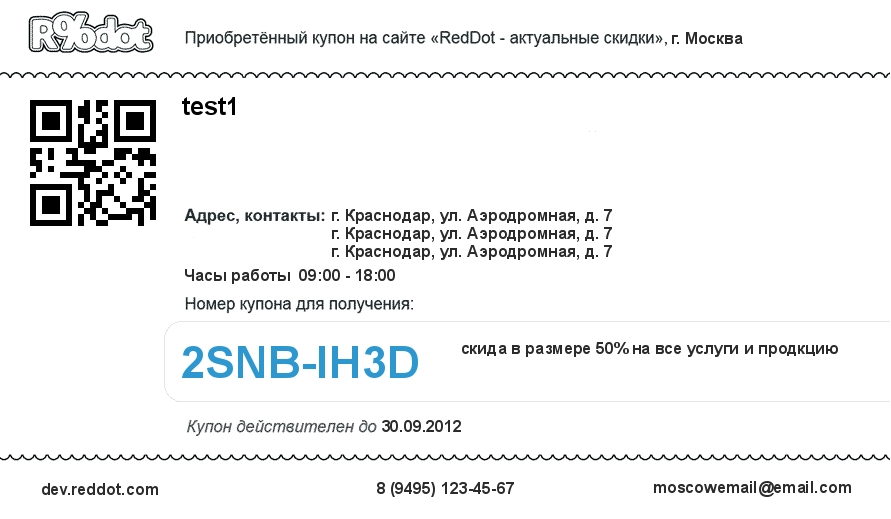 R%dot
Приобретённый купон на сайте «RedDot - актуальные скидки», г. Москва
test1
Адрес, контакты: г. Краснодар, ул. Аэродромная, д. 7
г. Краснодар, ул. Аэродромная, д. 7
г. Краснодар, ул. Аэродромная, д. 7
Часы работы 09:00 - 18:00
Номер купона для получения:
2SNB-IH3D
скида в размере 50% на все услуги и продкцию
Купон действителен до 30.09.2012
dev.reddot.com
8 (9495) 123-45-67
moscowemail@email.com